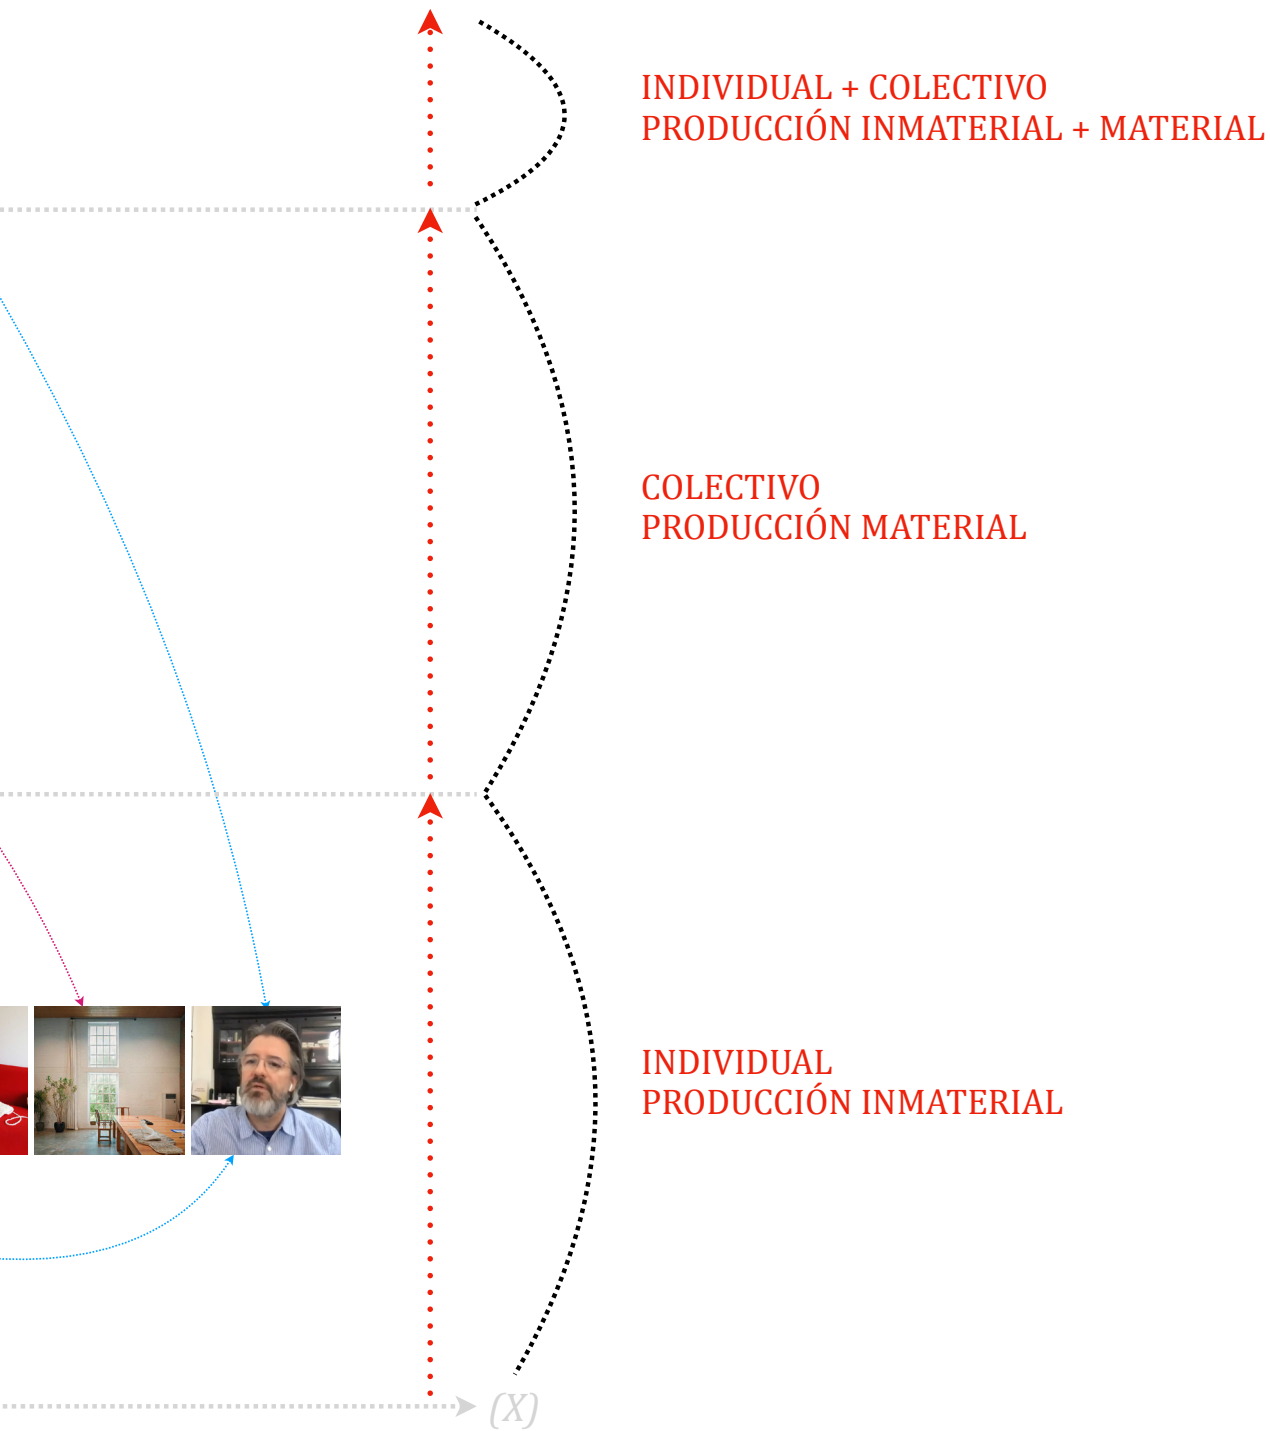 INDIVIDUAL + COLECTIVO
PRODUCCIÓN INMATERIAL + MATERIAL
COLECTIVO
PRODUCCIÓN MATERIAL
INDIVIDUAL
PRODUCCIÓN INMATERIAL
(X)